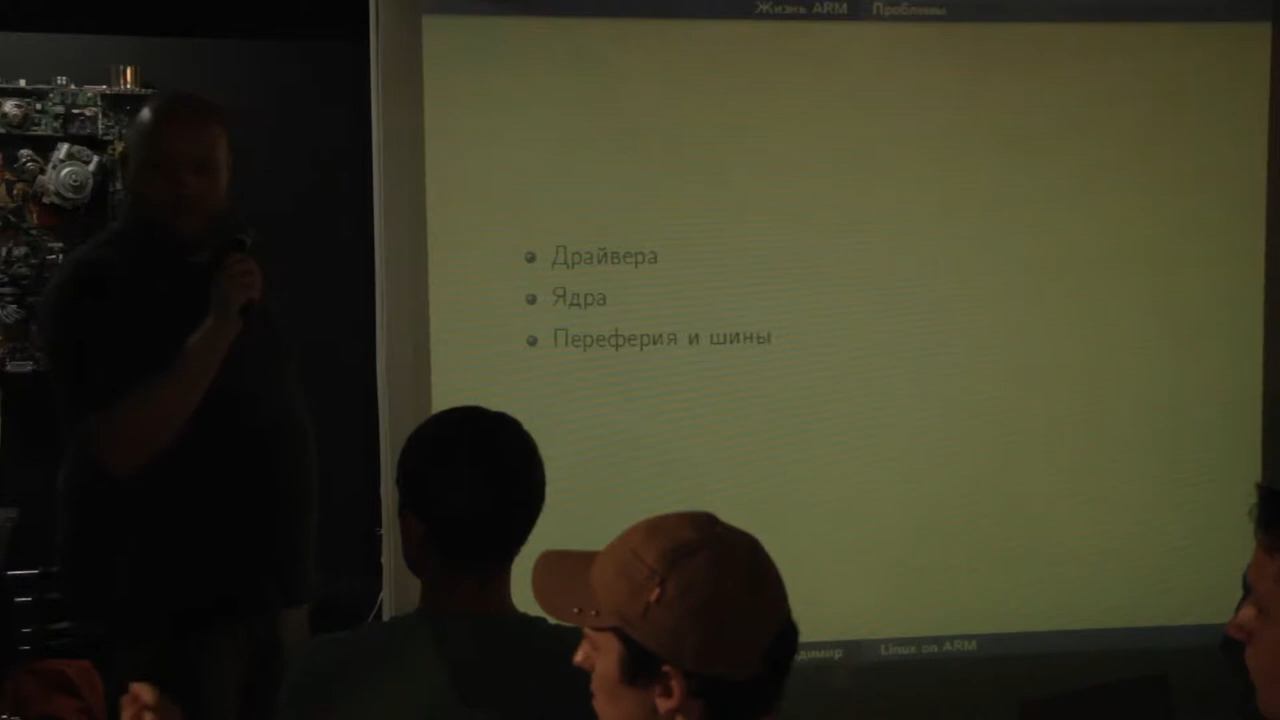 Жизнь ARM Проблемы
Драйвера
Ядра
Переферия и шины
Linux on ARM